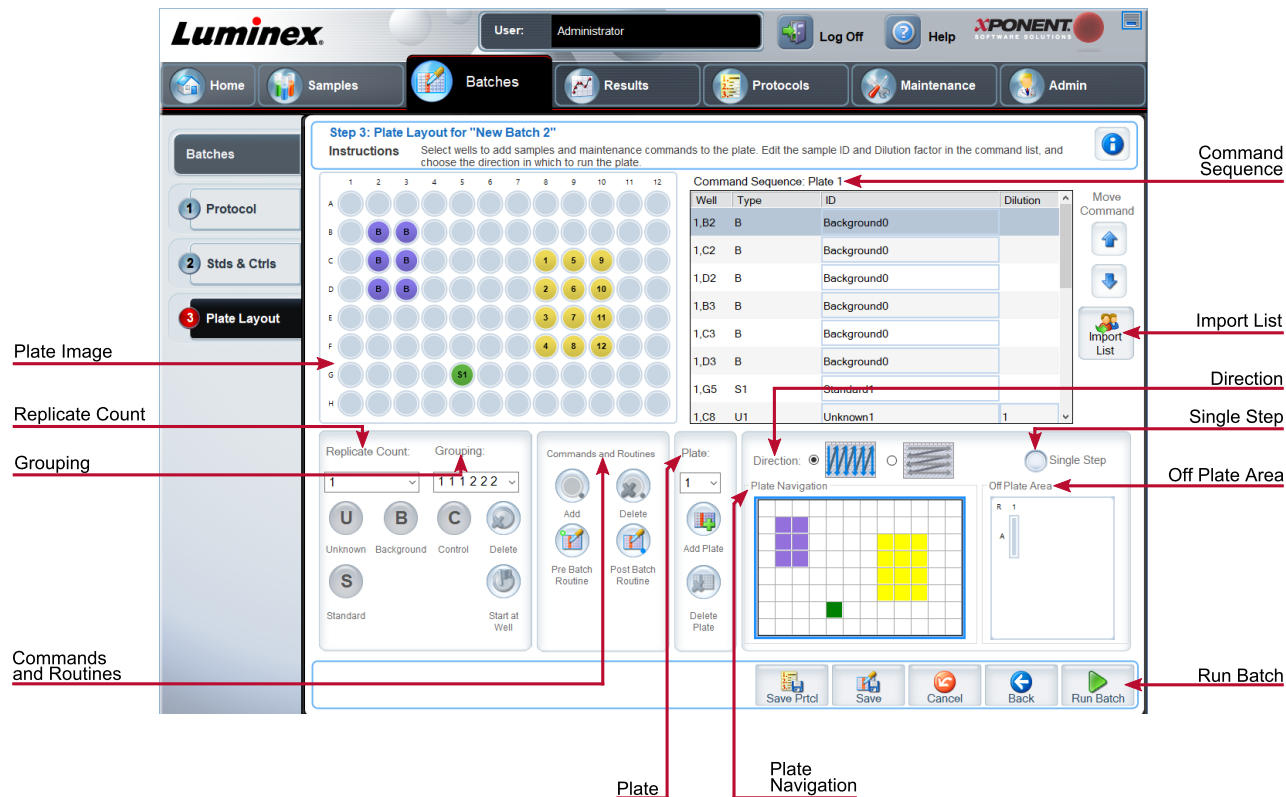 Luminex.
User: Administrator
Log Off
Help
XPONENT.
SOFTWARE SOLUTIONS
Home
Samples
Batches
Results
Protocols
Maintenance
Admin
Batches
1 Protocol
2 Stds & Ctrls
3 Plate Layout
Step 3: Plate Layout for "New Batch 2"
Instructions Select wells to add samples and maintenance commands to the plate. Edit the sample ID and Dilution factor in the command list, and
choose the direction in which to run the plate.
1 2 3 4 5 6 7 8 9 10 11 12
A
B B B
C B B 1 5 9
D B B 2 6 10
E 3 7 11
F 4 8 12
G S1
H
Command Sequence: Plate 1
Well Type ID Dilution
1,B2 B Background0
1,C2 B Background0
1,D2 B Background0
1,B3 B Background0
1,C3 B Background0
1,D3 B Background0
1,G5 S1 Standard1
1,C8 U1 Unknown1 1
Move
Command
Import
List
Replicate Count: Grouping:
1 1 1 1 2 2 2
U B C
Unknown Background Control Delete
S
Standard Start at
Well
Commands and Routines
Add Delete
Pre Batch
Routine
Post Batch
Routine
Plate:
1
Add Plate
Delete
Plate
Direction:
Single Step
Plate Navigation
Off Plate Area
R 1
A
Save Prtcl
Save
Cancel
Back
Run Batch
Plate Image
Replicate Count
Grouping
Commands
and Routines
Plate
Plate
Navigation
Command
Sequence
Import List
Direction
Single Step
Off Plate Area
Run Batch